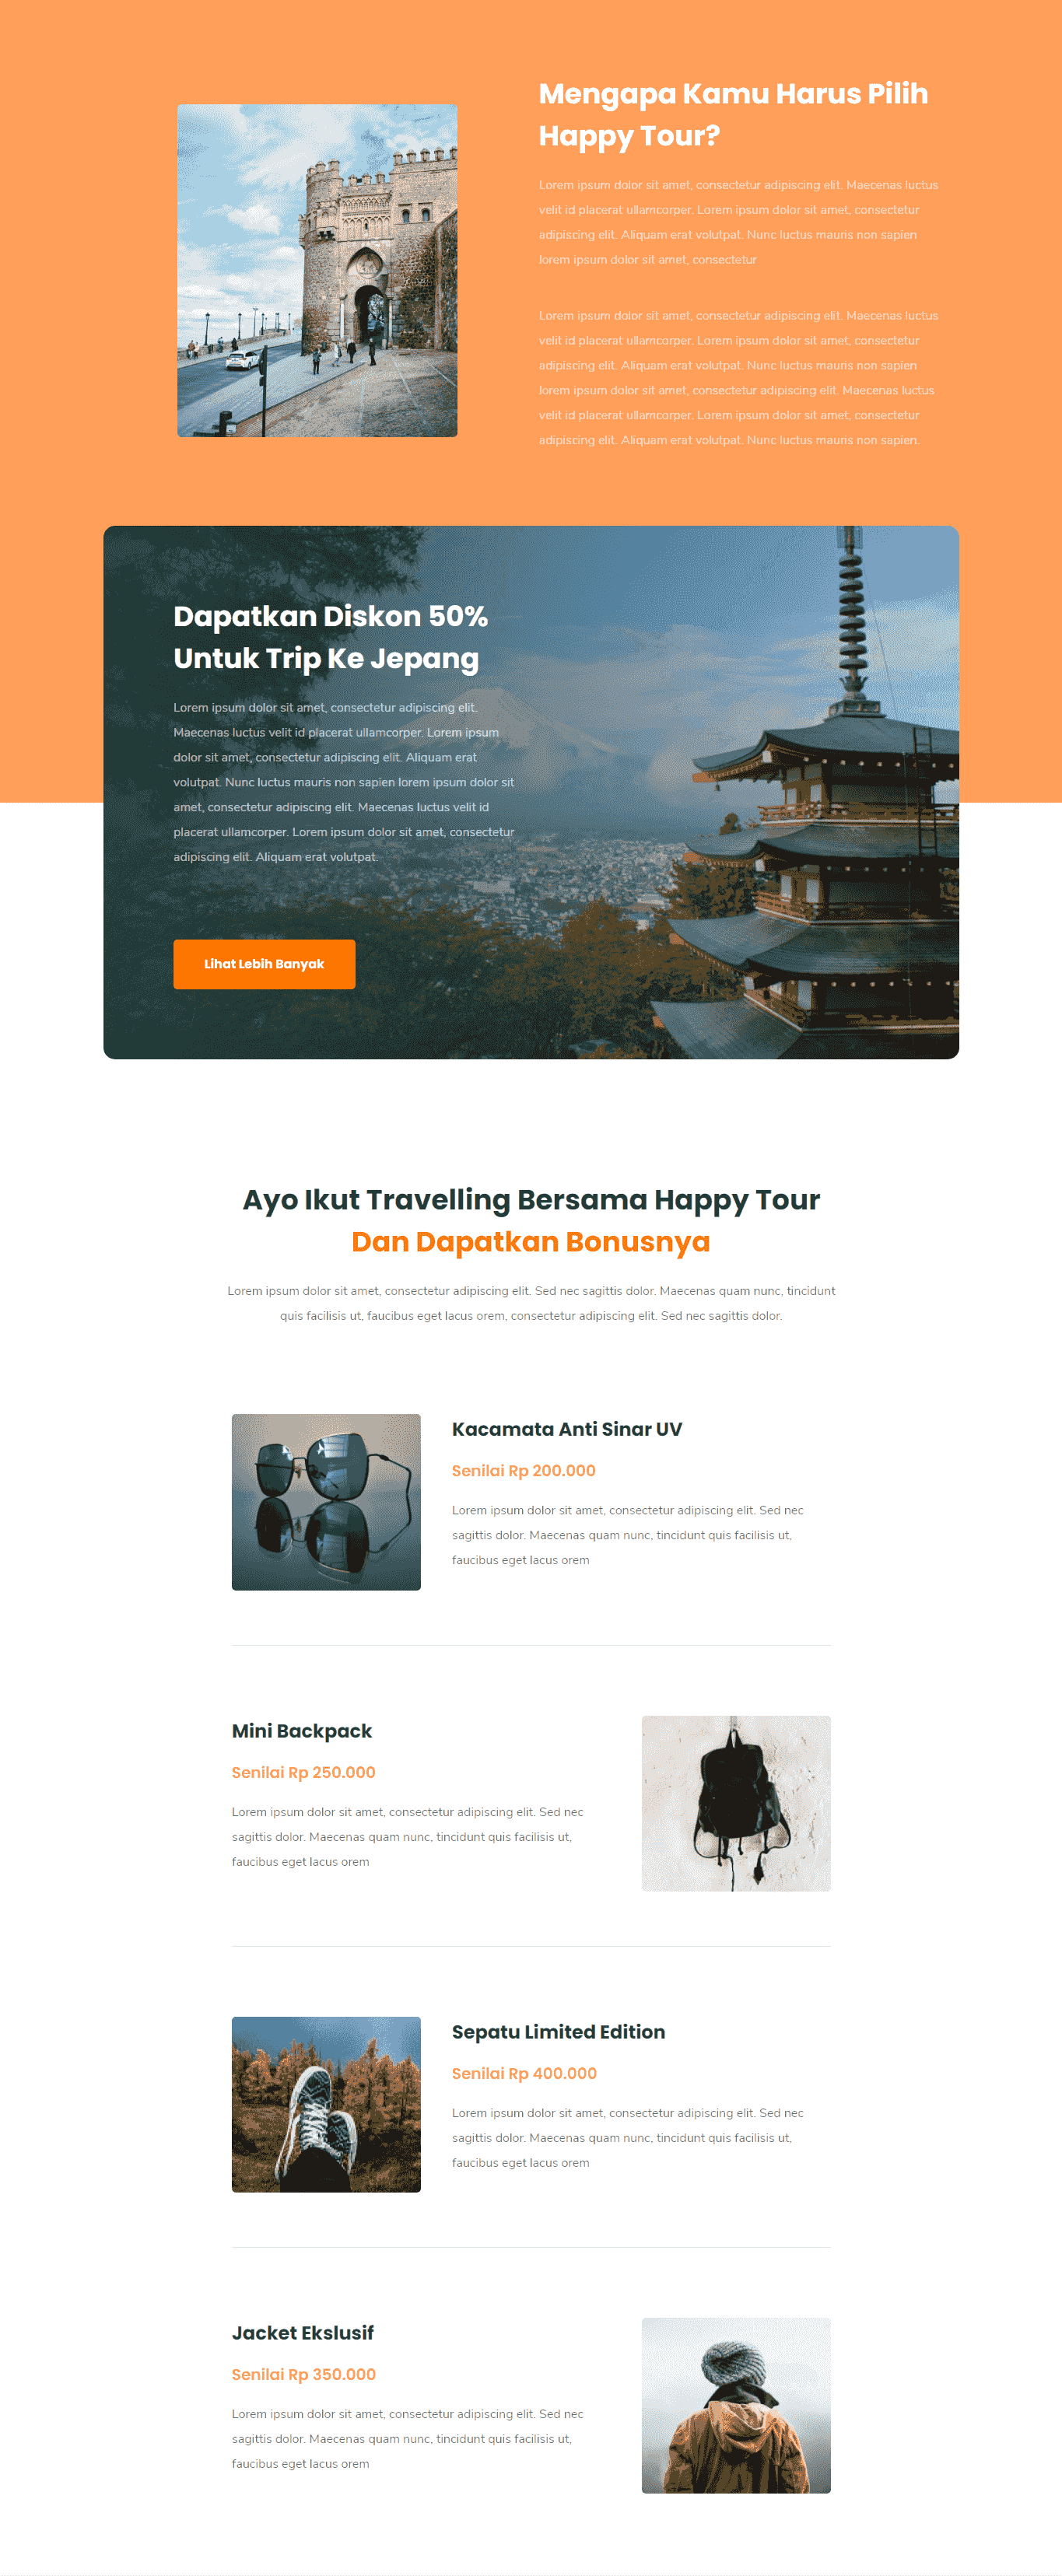 Mengapa Kamu Harus Pilih
Happy Tour?
Lorem ipsum dolor sit amet, consectetur adipiscing elit. Maecenas luctus
velit id placerat ullamcorper. Lorem ipsum dolor sit amet, consectetur
adipiscing elit. Aliquam erat volutpat. Nunc luctus mauris non sapien
lorem ipsum dolor sit amet, consectetur
Lorem ipsum dolor sit amet, consectetur adipiscing elit. Maecenas luctus
velit id placerat ullamcorper. Lorem ipsum dolor sit amet, consectetur
adipiscing elit. Aliquam erat volutpat. Nunc luctus mauris non sapien
lorem ipsum dolor sit amet, consectetur adipiscing elit. Maecenas luctus
velit id placerat ullamcorper. Lorem ipsum dolor sit amet, consectetur
adipiscing elit. Aliquam erat volutpat. Nunc luctus mauris non sapien.
Dapatkan Diskon 50%
Untuk Trip Ke Jepang
Lorem ipsum dolor sit amet, consectetur adipiscing elit.
Maecenas luctus velit id placerat ullamcorper. Lorem ipsum
dolor sit amet, consectetur adipiscing elit. Aliquam erat
volutpat. Nunc luctus mauris non sapien lorem ipsum dolor sit
amet, consectetur adipiscing elit. Maecenas luctus velit id
placerat ullamcorper. Lorem ipsum dolor sit amet, consectetur
adipiscing elit. Aliquam erat volutpat.
Lihat Lebih Banyak
Ayo Ikut Travelling Bersama Happy Tour
Dan Dapatkan Bonusnya
Lorem ipsum dolor sit amet, consectetur adipiscing elit. Sed nec sagittis dolor. Maecenas quam nunc, tincidunt
quis facilisis ut, faucibus eget lacus orem, consectetur adipiscing elit. Sed nec sagittis dolor.
Kacamata Anti Sinar UV
Senilai Rp 200.000
Lorem ipsum dolor sit amet, consectetur adipiscing elit. Sed nec
sagittis dolor. Maecenas quam nunc, tincidunt quis facilisis ut,
faucibus eget lacus orem
Mini Backpack
Senilai Rp 250.000
Lorem ipsum dolor sit amet, consectetur adipiscing elit. Sed nec
sagittis dolor. Maecenas quam nunc, tincidunt quis facilisis ut,
faucibus eget lacus orem
Sepatu Limited Edition
Senilai Rp 400.000
Lorem ipsum dolor sit amet, consectetur adipiscing elit. Sed nec
sagittis dolor. Maecenas quam nunc, tincidunt quis facilisis ut,
faucibus eget lacus orem
Jacket Ekslusif
Senilai Rp 350.000
Lorem ipsum dolor sit amet, consectetur adipiscing elit. Sed nec
sagittis dolor. Maecenas quam nunc, tincidunt quis facilisis ut,
faucibus eget lacus orem